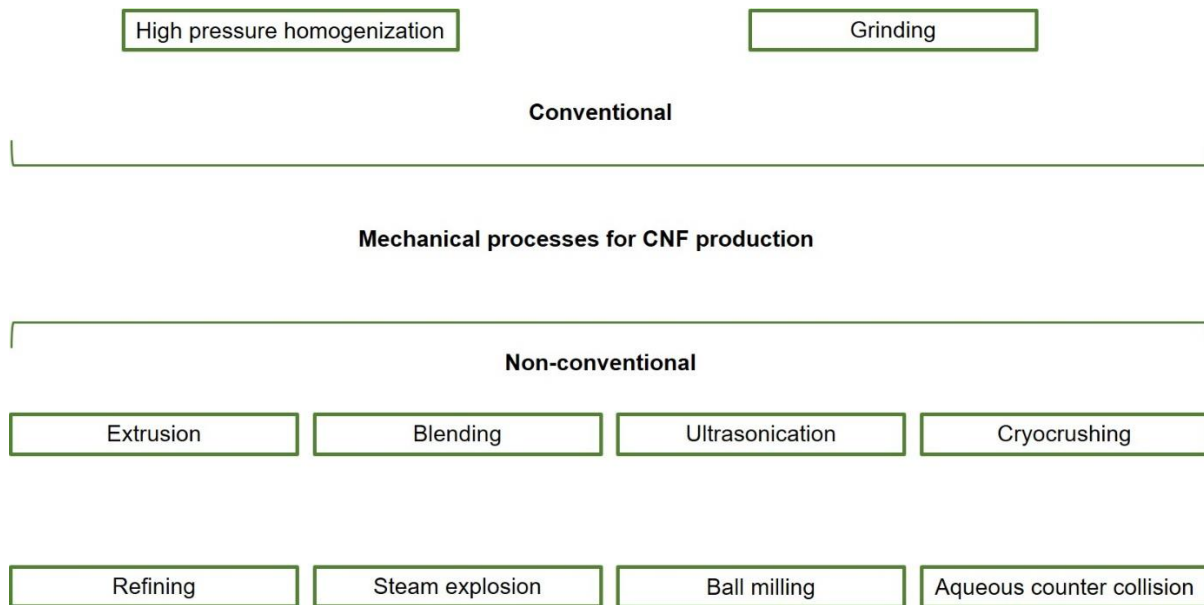 High pressure homogenization
Grinding
Conventional
Mechanical processes for CNF production
Non-conventional
Extrusion
Blending
Ultrasonication
Cryocrushing
Refining
Steam explosion
Ball milling
Aqueous counter collision